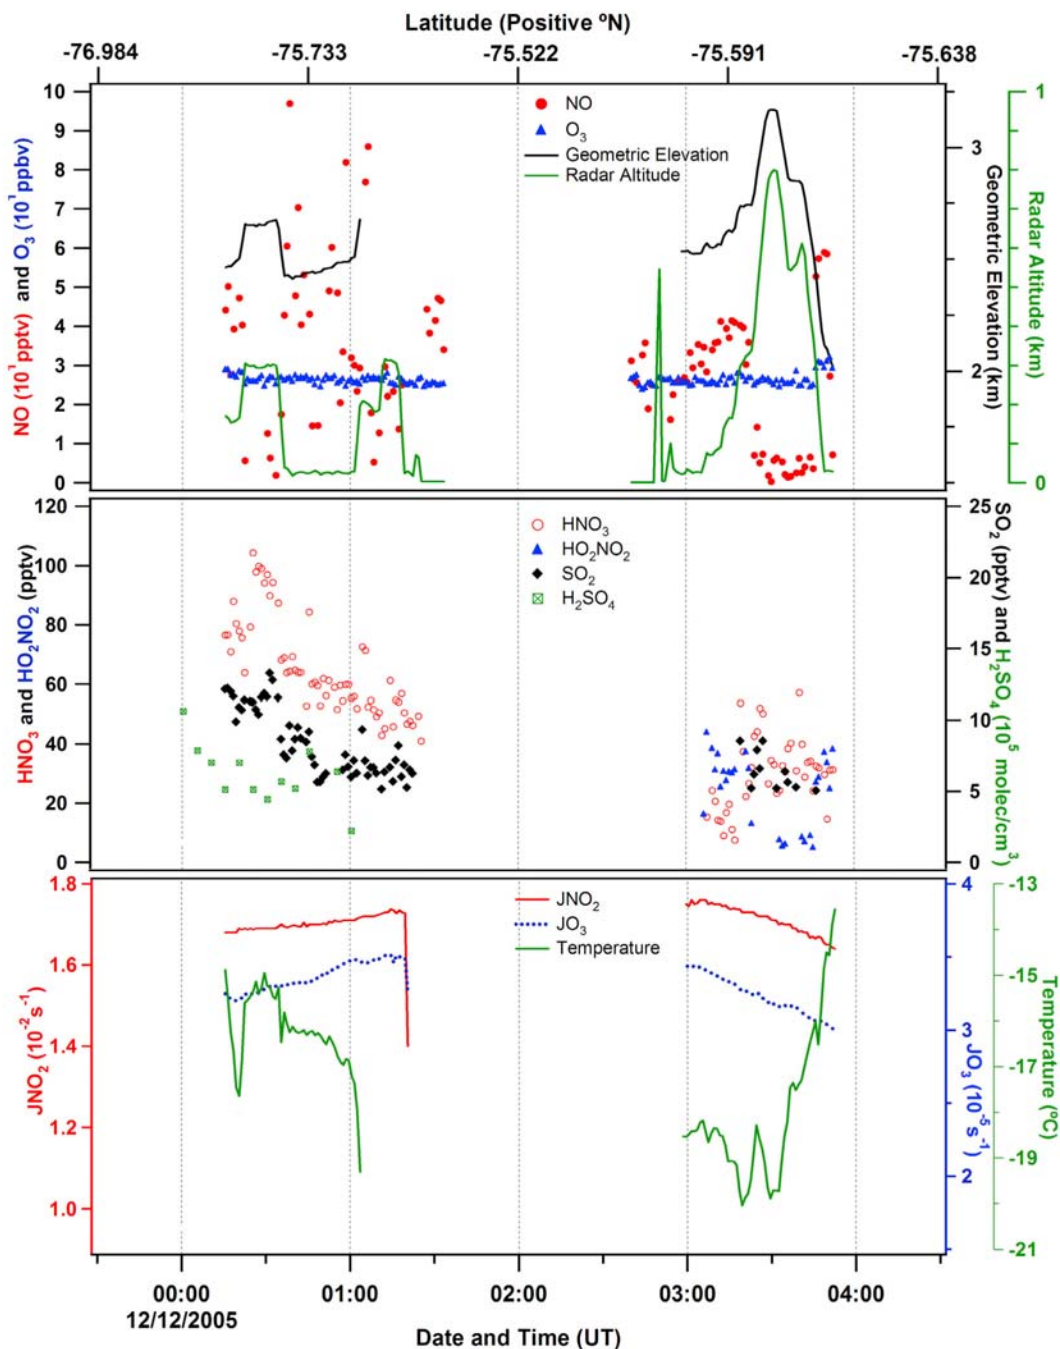 Latitude (Positive ºN)
-76.984 -75.733 -75.522 -75.591 -75.638
NO (10¹pptv) and O₃ (10¹ppbv)
10
9
8
7
6
5
4
3
2
1
0
NO
O₃
Geometric Elevation
Radar Altitude
3
2
Geometric Elevation (km)
1
0
Radar Altitude (km)
HNO₃ and HO₂NO₂ (pptv)
120
100
80
60
40
20
0
HNO₃
HO₂NO₂
SO₂
H₂SO₄
25
20
15
10
5
0
SO₂ (pptv) and H₂SO₄ (10⁵ molec/cm³)
JNO₂ (10⁻²s⁻¹)
1.8
1.6
1.4
1.2
1.0
JNO₂
JO₃
Temperature
4
3
2
JO₃ (10⁻⁵s⁻¹)
-13
-15
-17
-19
-21
Temperature (ºC)
00:00 01:00 02:00 03:00 04:00
12/12/2005
Date and Time (UT)